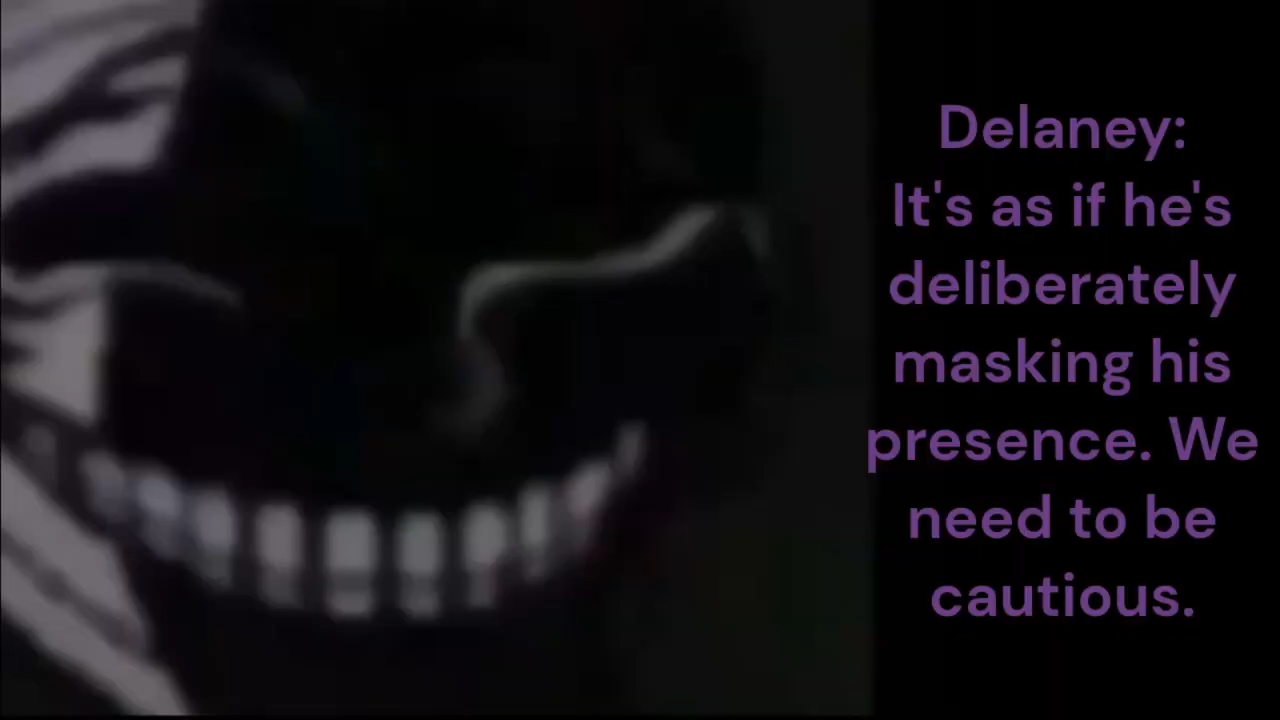 Delaney:
It's as if he's
deliberately
masking his
presence. We
need to be
cautious.